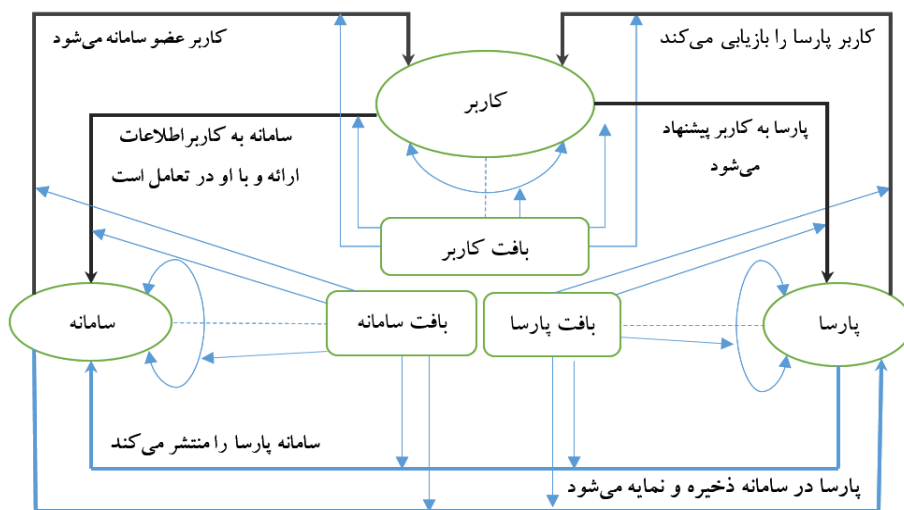 کاربر پارسا را بازیابی می‌کند
کاربر عضو سامانه می‌شود
کاربر
پارسا به کاربر پیشنهاد
می‌شود
سامانه به کاربر اطلاعات
ارائه و با او در تعامل است
بافت کاربر
پارسا
بافت پارسا
بافت سامانه
سامانه
سامانه پارسا را منتشر می‌کند
پارسا در سامانه ذخیره و نمایه می‌شود